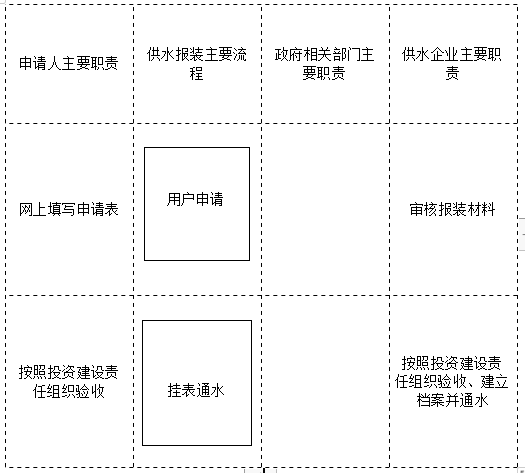 申请人主要职责
供水报装主要流
程
政府相关部门主
要职责
供水企业主要职
责
网上填写申请表
用户申请
审核报装材料
按照投资建设责
任组织验收
挂表通水
按照投资建设责
任组织验收、建立
档案并通水